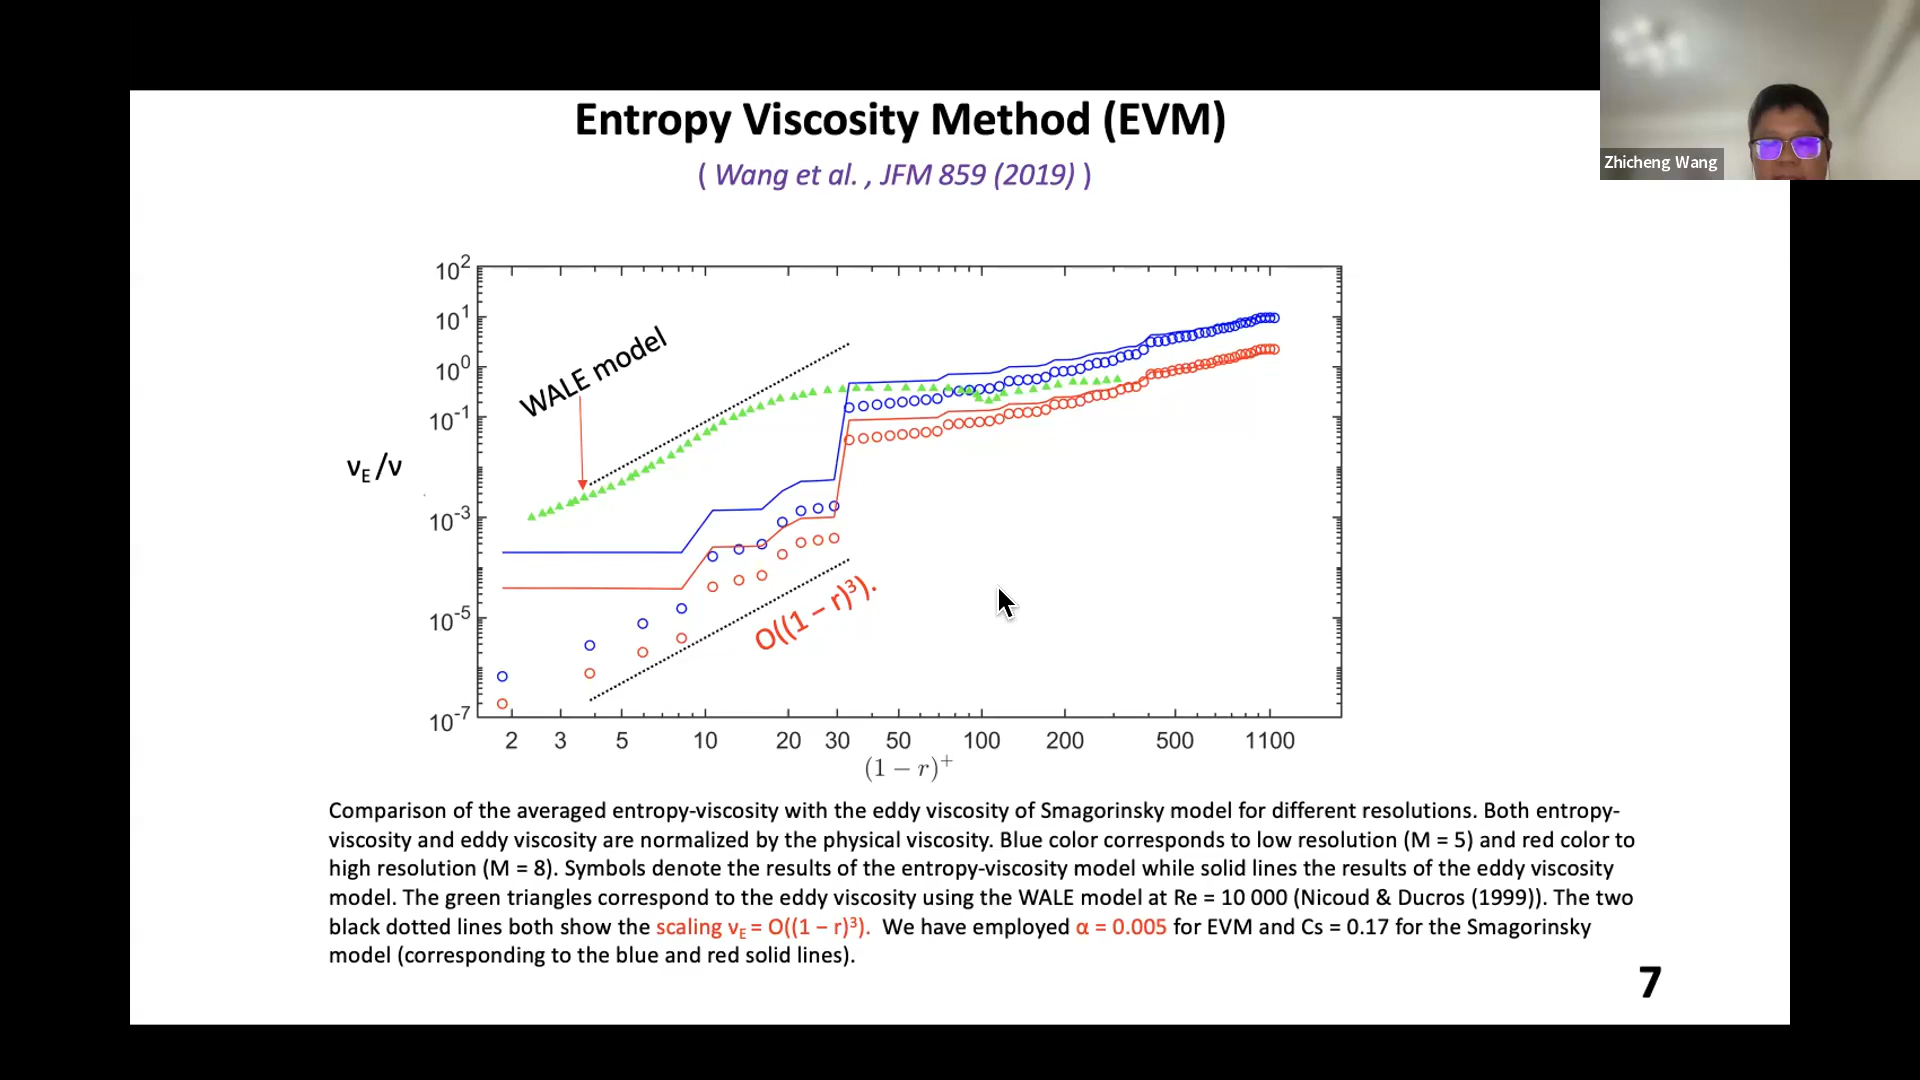 Entropy Viscosity Method (EVM)
( Wang et al. , JFM 859 (2019) )
Zhicheng Wang
10²
10¹
10⁰
10⁻¹
10⁻³
10⁻⁵
10⁻⁷
νE/ν
WALE model
O((1 – r)³).
2 3 5 10 20 30 50 100 200 500 1100
(1 − r)⁺
Comparison of the averaged entropy-viscosity with the eddy viscosity of Smagorinsky model for different resolutions. Both entropy-
viscosity and eddy viscosity are normalized by the physical viscosity. Blue color corresponds to low resolution (M = 5) and red color to
high resolution (M = 8). Symbols denote the results of the entropy-viscosity model while solid lines the results of the eddy viscosity
model. The green triangles correspond to the eddy viscosity using the WALE model at Re = 10 000 (Nicoud & Ducros (1999)). The two
black dotted lines both show the scaling νE = O((1 – r)³). We have employed α = 0.005 for EVM and Cs = 0.17 for the Smagorinsky
model (corresponding to the blue and red solid lines).
7